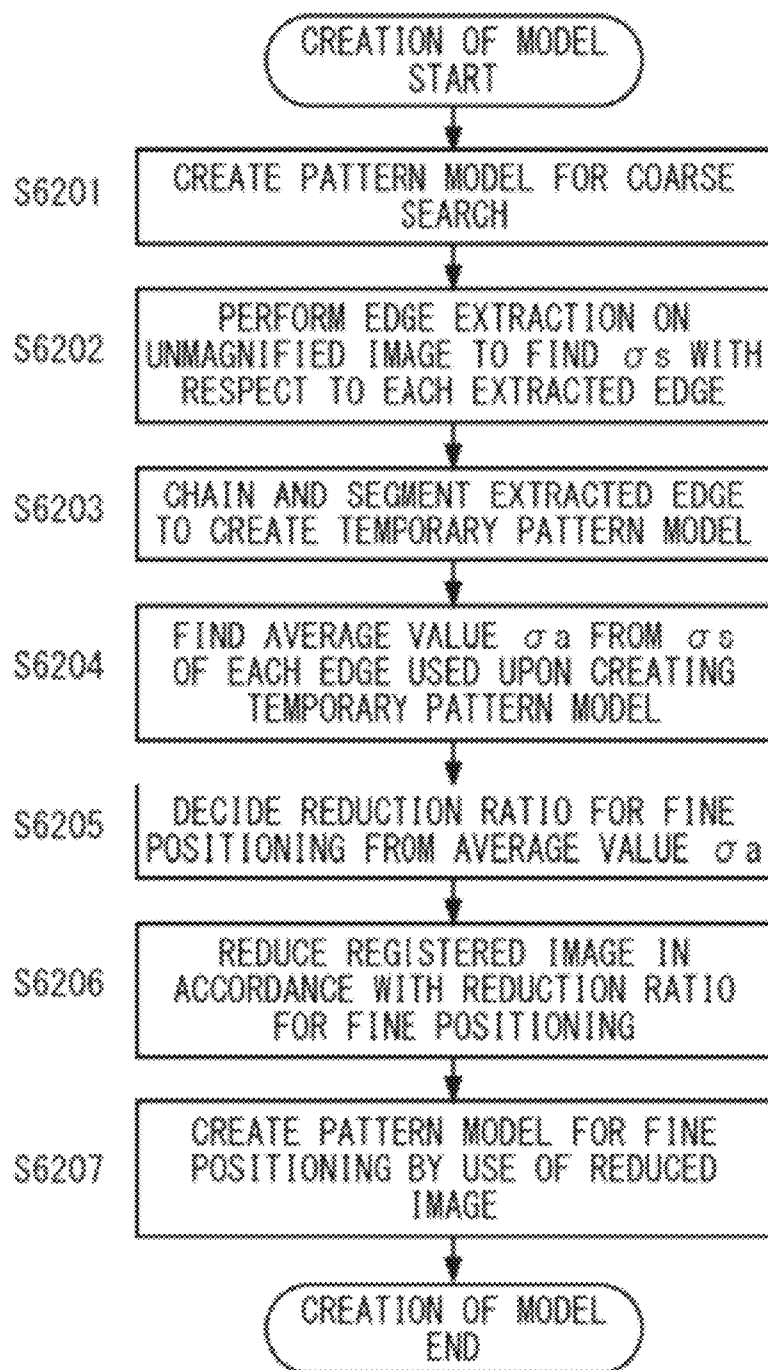 CREATION OF MODEL
START
S6201
CREATE PATTERN MODEL FOR COARSE
SEARCH
S6202
PERFORM EDGE EXTRACTION ON
UNMAGNIFIED IMAGE TO FIND σs WITH
RESPECT TO EACH EXTRACTED EDGE
S6203
CHAIN AND SEGMENT EXTRACTED EDGE
TO CREATE TEMPORARY PATTERN MODEL
S6204
FIND AVERAGE VALUE σa FROM σs
OF EACH EDGE USED UPON CREATING
TEMPORARY PATTERN MODEL
S6205
DECIDE REDUCTION RATIO FOR FINE
POSITIONING FROM AVERAGE VALUE σa
S6206
REDUCE REGISTERED IMAGE IN
ACCORDANCE WITH REDUCTION RATIO
FOR FINE POSITIONING
S6207
CREATE PATTERN MODEL FOR FINE
POSITIONING BY USE OF REDUCED
IMAGE
CREATION OF MODEL
END